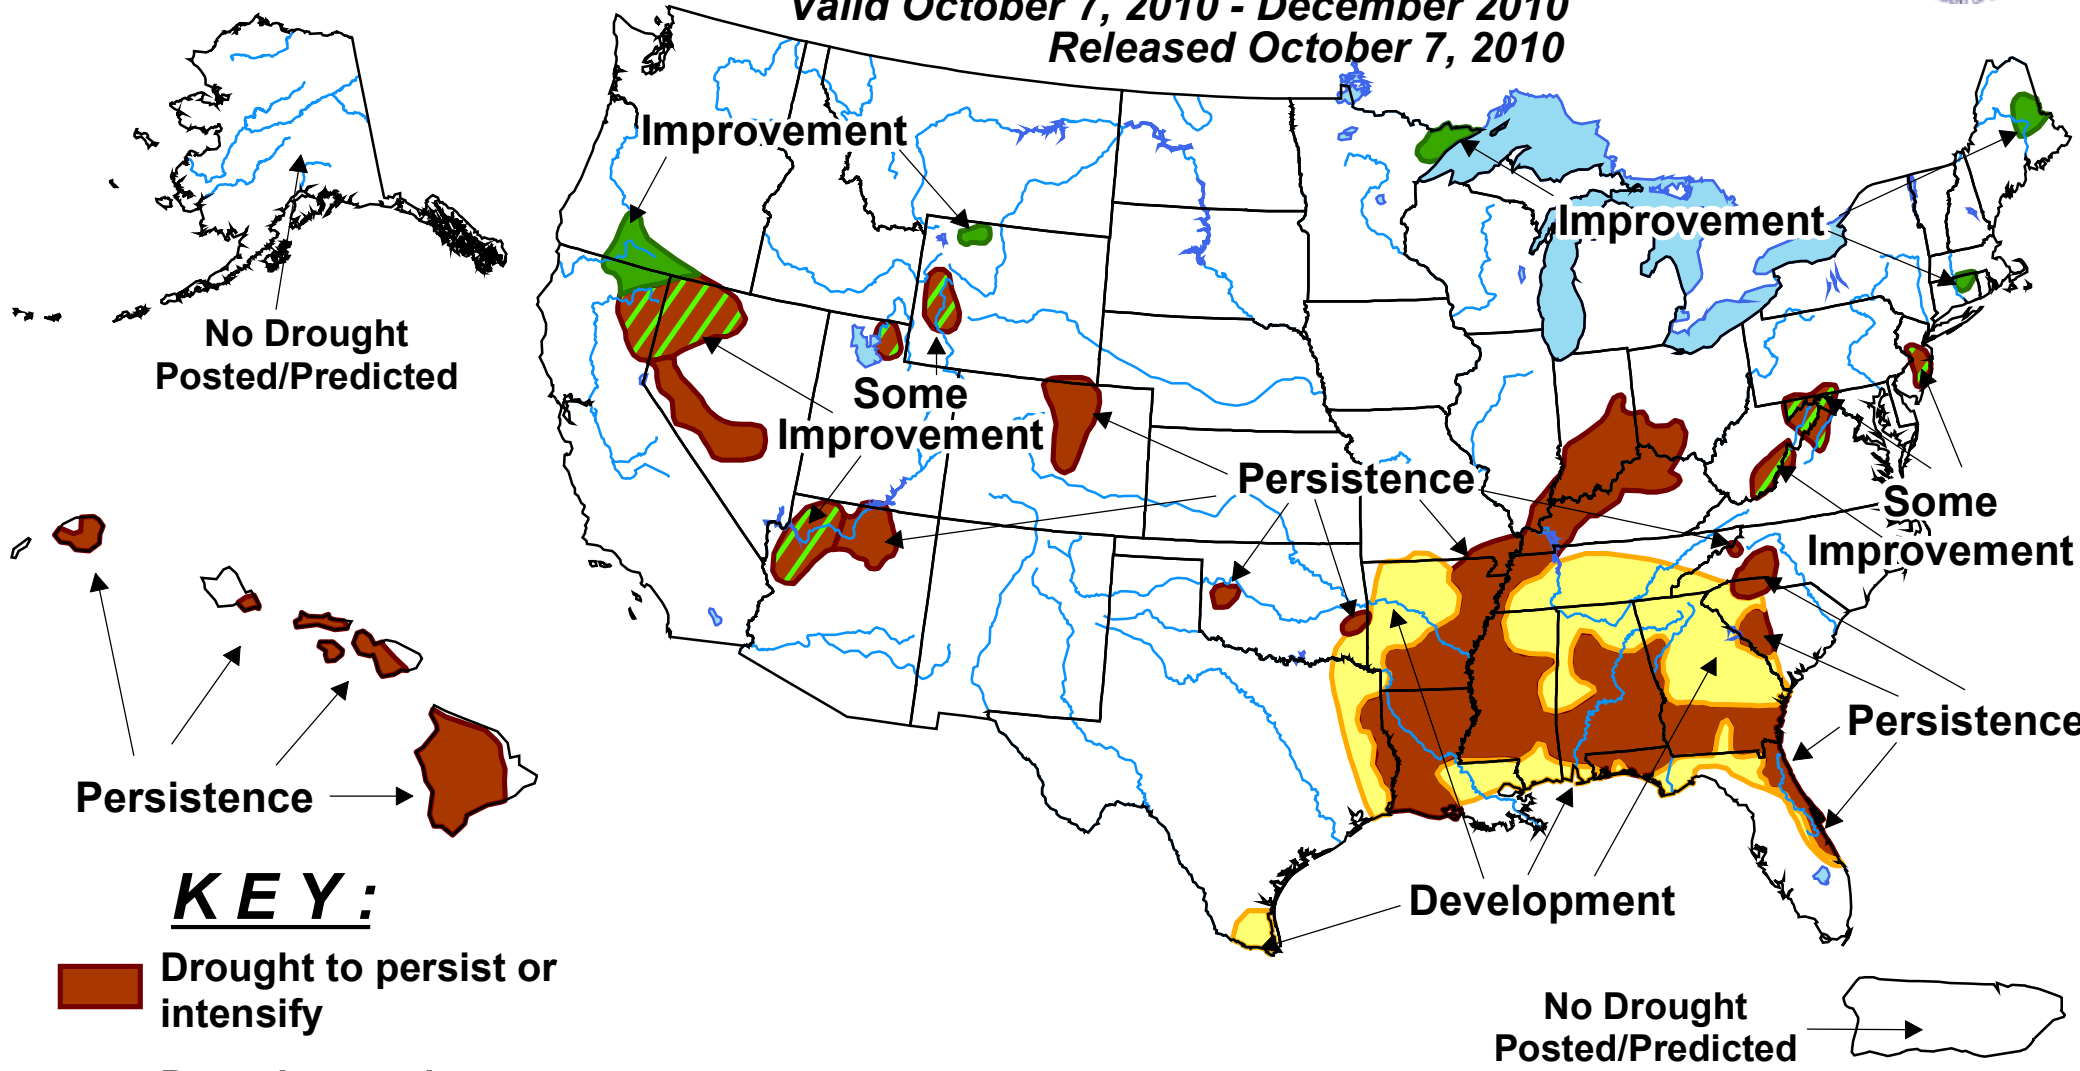 Valid October 7, 2010 - December 2010
Released October 7, 2010
Improvement
Improvement
No Drought
Posted/Predicted
Some
Improvement
Persistence
Some
Improvement
Persistence
Persistence
Development
KEY:
Drought to persist or
intensify
No Drought
Posted/Predicted